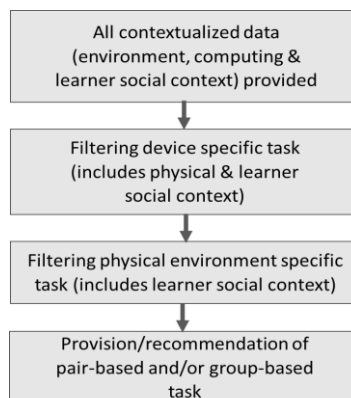 All contextualized data
(environment, computing &
learner social context) provided
Filtering device specific task
(includes physical & learner
social context)
Filtering physical environment specific
task (includes learner social context)
Provision/recommendation of
pair-based and/or group-based
task